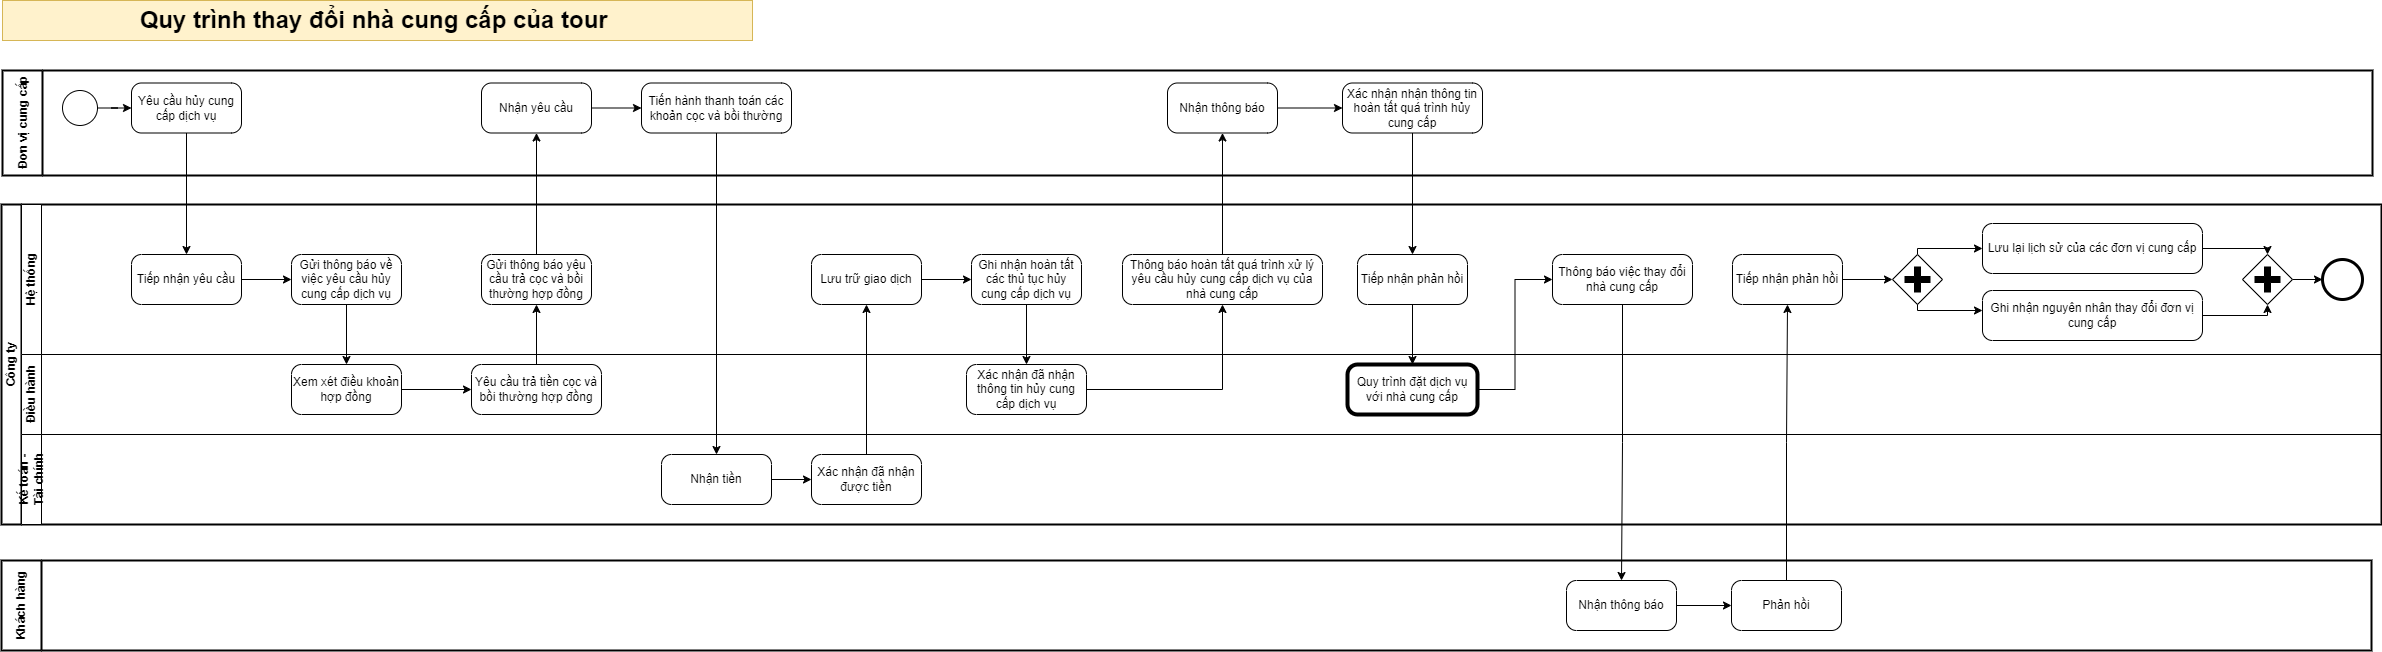 Quy trình thay đổi nhà cung cấp của tour
Đơn vị cung cấp
Yêu cầu hủy cung
cấp dịch vụ
Nhận yêu cầu
Tiến hành thanh toán các
khoản cọc và bồi thường
Nhận thông báo
Xác nhận nhận thông tin
hoàn tất quá trình hủy
cung cấp
Công ty
Hệ thống
Tiếp nhận yêu cầu
Gửi thông báo về
việc yêu cầu hủy
cung cấp dịch vụ
Gửi thông báo yêu
cầu trả cọc và bồi
thường hợp đồng
Lưu trữ giao dịch
Ghi nhận hoàn tất
các thủ tục hủy
cung cấp dịch vụ
Thông báo hoàn tất quá trình xử lý
yêu cầu hủy cung cấp dịch vụ của
nhà cung cấp
Tiếp nhận phản hồi
Thông báo việc thay đổi
nhà cung cấp
Tiếp nhận phản hồi
Lưu lại lịch sử của các đơn vị cung cấp
Ghi nhận nguyên nhân thay đổi đơn vị
cung cấp
Điều hành
Xem xét điều khoản
hợp đồng
Yêu cầu trả tiền cọc và
bồi thường hợp đồng
Xác nhận đã nhận
thông tin hủy cung
cấp dịch vụ
Quy trình đặt dịch vụ
với nhà cung cấp
Kế toán -
Tài chính
Nhận tiền
Xác nhận đã nhận
được tiền
Khách hàng
Nhận thông báo
Phản hồi